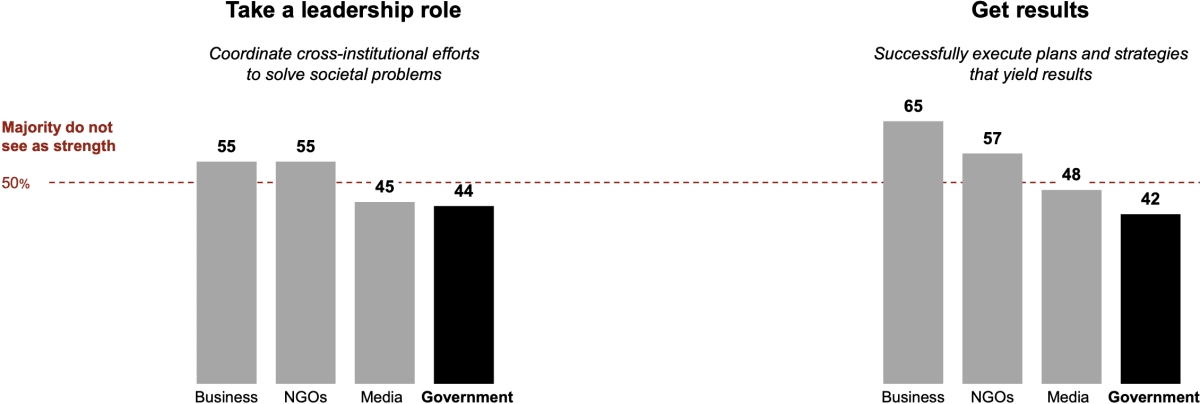 Take a leadership role
Coordinate cross-institutional efforts
to solve societal problems
Majority do not
see as strength
50%
55
55
45
44
Business
NGOs
Media
Government
Get results
Successfully execute plans and strategies
that yield results
65
57
48
42
Business
NGOs
Media
Government